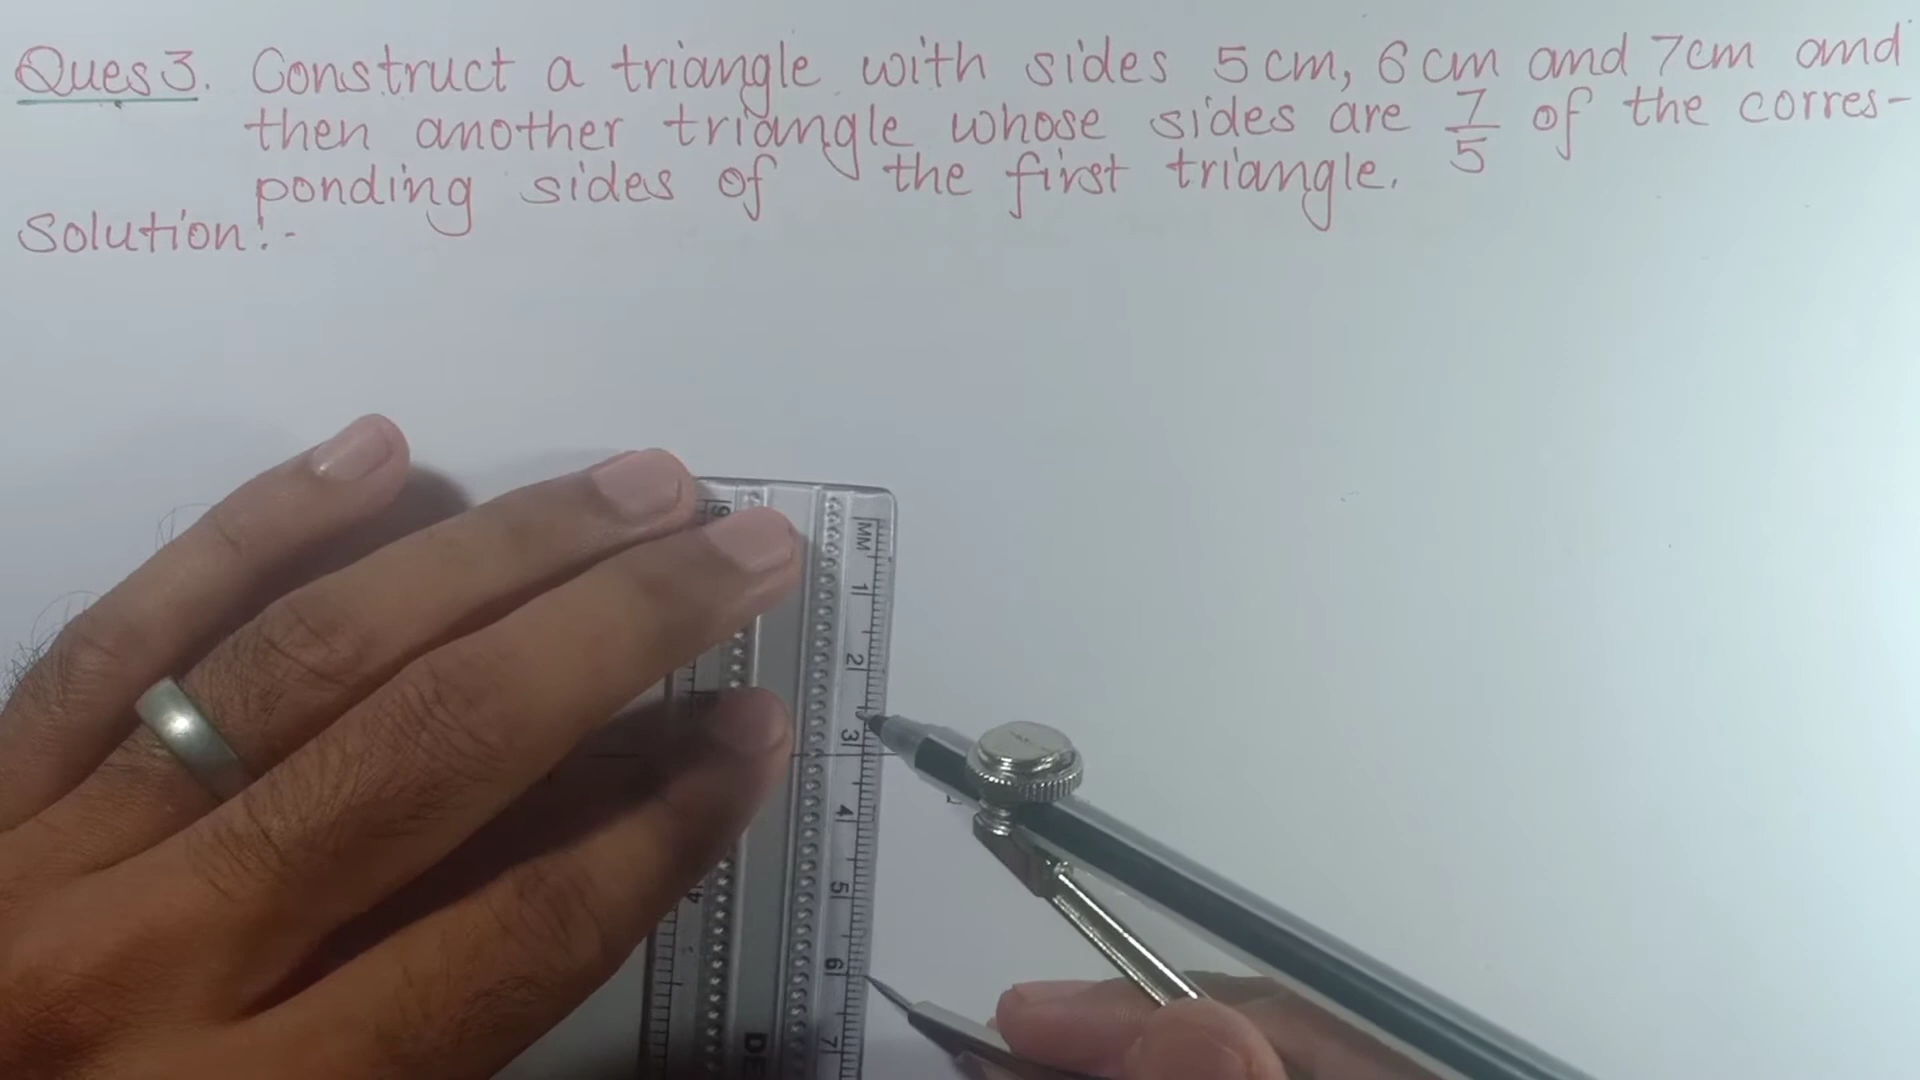 Ques 3. Construct a triangle with sides 5 cm, 6 cm and 7cm and
then another triangle whose sides are 7/5 of the corres-
ponding sides of the first triangle.
Solution:-
MM
1
2
3
4
5
6
7